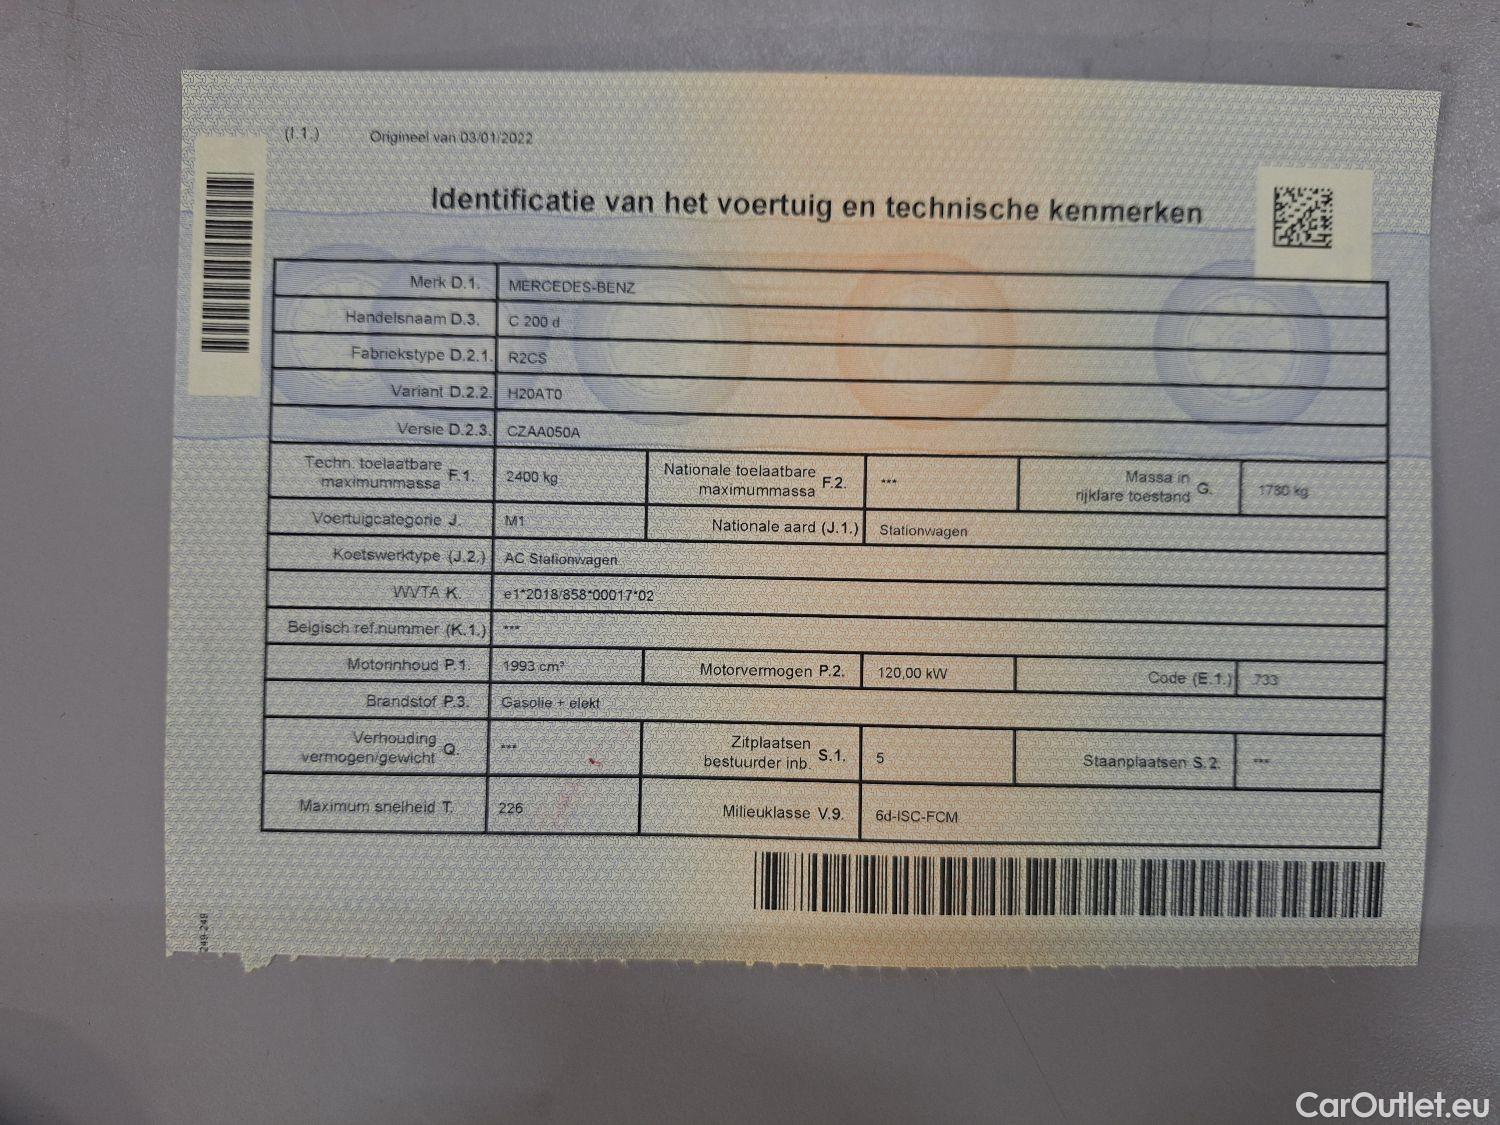 (I.1.) Origineel van 03/01/2022
Identificatie van het voertuig en technische kenmerken
Merk D.1. MERCEDES-BENZ
Handelsnaam D.3. C 200 d
Fabriekstype D.2.1. R2CS
Variant D.2.2. H20AT0
Versie D.2.3. CZAA050A
Techn. toelaatbare maximummassa F.1. 2400 kg Nationale toelaatbare maximummassa F.2. *** Massa in rijklare toestand G. 1780 kg
Voertuigcategorie J. M1 Nationale aard (J.1.) Stationwagen
Koetswerktype (J.2.) AC Stationwagen
WVTA K. e1*2018/858*00017*02
Belgisch ref.nummer (K.1.) ***
Motorinhoud P.1. 1993 cm³ Motorvermogen P.2. 120,00 kW Code (E.1.) 733
Brandstof P.3. Gasolie + elekt
Verhouding vermogen/gewicht Q. *** Zitplaatsen bestuurder inb. S.1. 5 Staanplaatsen S.2. ***
Maximum snelheid T. 226 Milieuklasse V.9. 6d-ISC-FCM
249-249
CarOutlet.eu